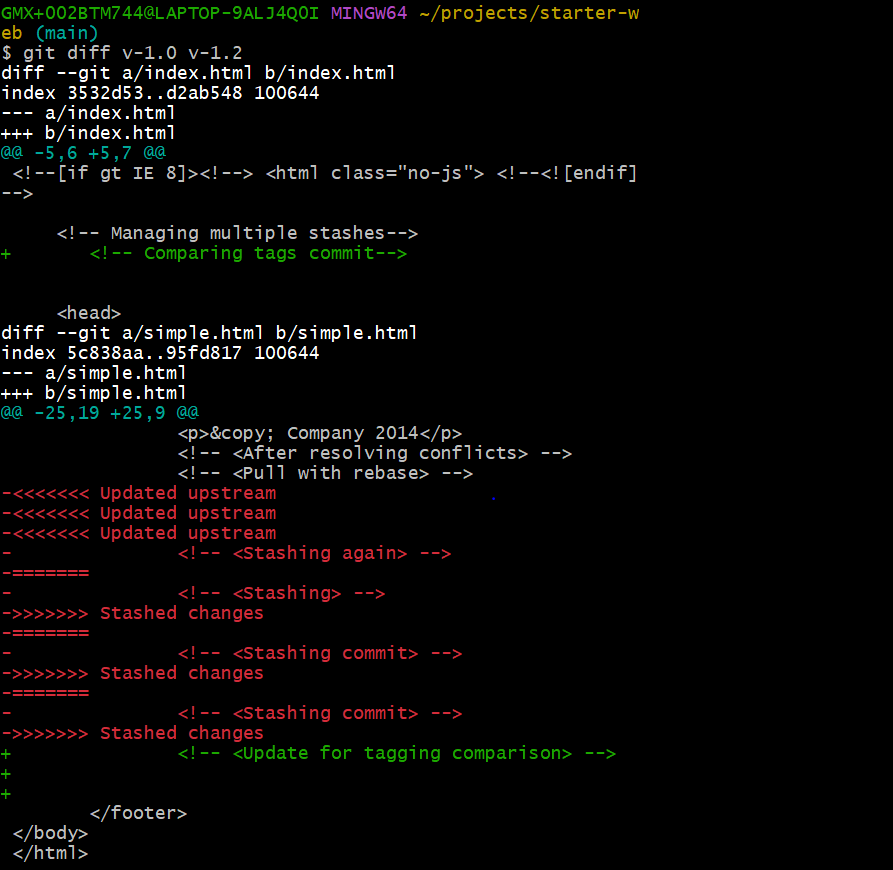 GMX+002BTM744@LAPTOP-9ALJ4Q0I MINGW64 ~/projects/starter-w
eb (main)
$ git diff v-1.0 v-1.2
diff --git a/index.html b/index.html
index 3532d53..d2ab548 100644
--- a/index.html
+++ b/index.html
@@ -5,6 +5,7 @@
 <!--[if gt IE 8]><!--> <html class="no-js"> <!--<![endif]
-->

     <!-- Managing multiple stashes-->
+       <!-- Comparing tags commit-->


     <head>
diff --git a/simple.html b/simple.html
index 5c838aa..95fd817 100644
--- a/simple.html
+++ b/simple.html
@@ -25,19 +25,9 @@
                <p>&copy; Company 2014</p>
                <!-- <After resolving conflicts> -->
                <!-- <Pull with rebase> -->
-<<<<<<< Updated upstream
-<<<<<<< Updated upstream
-<<<<<<< Updated upstream
-               <!-- <Stashing again> -->
-=======
-               <!-- <Stashing> -->
->>>>>>> Stashed changes
-=======
-               <!-- <Stashing commit> -->
->>>>>>> Stashed changes
-=======
-               <!-- <Stashing commit> -->
->>>>>>> Stashed changes
+               <!-- <Update for tagging comparison> -->
+
+
        </footer>
 </body>
 </html>